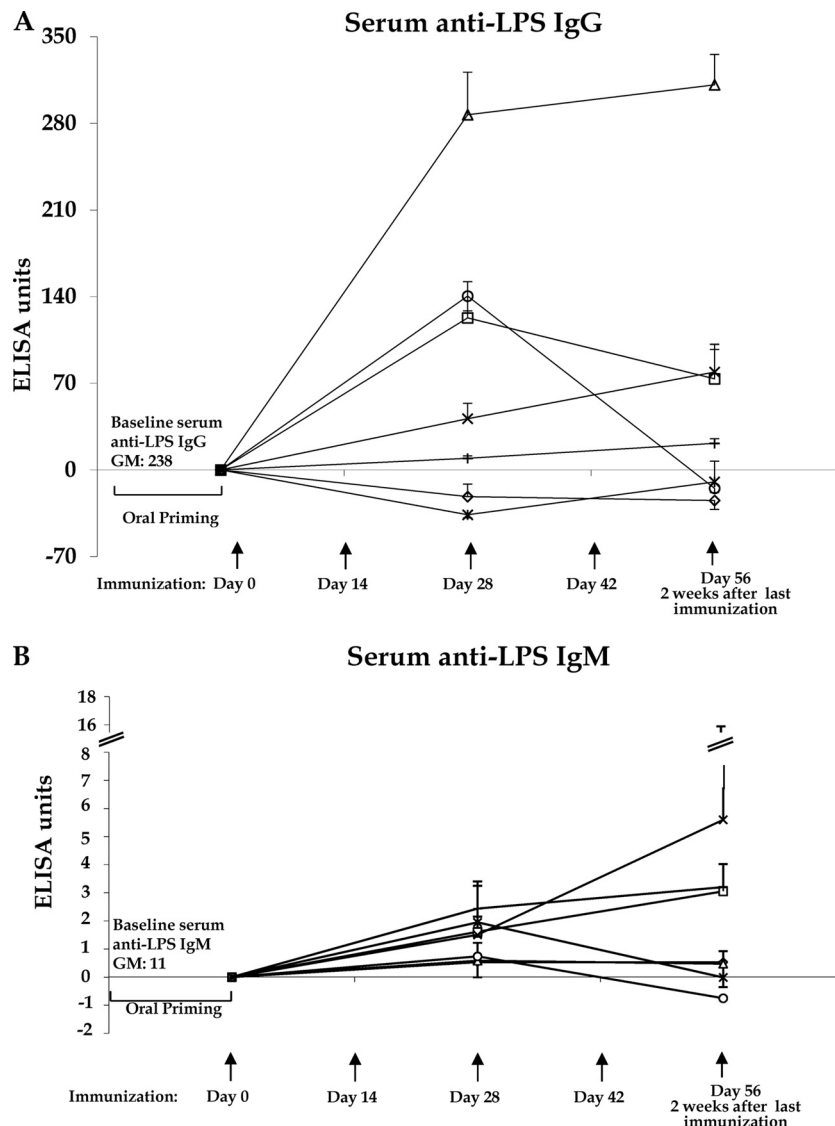 A
Serum anti-LPS IgG
350
280
210
140
70
0
-70
ELISA units
Baseline serum
anti-LPS IgG
GM: 238
Oral Priming
Immunization: Day 0 Day 14 Day 28 Day 42 Day 56
2 weeks after last
immunization
B
Serum anti-LPS IgM
18
16
8
7
6
5
4
3
2
1
0
-1
-2
ELISA units
Baseline serum
anti-LPS IgM
GM: 11
Oral Priming
Immunization: Day 0 Day 14 Day 28 Day 42 Day 56
2 weeks after last
immunization